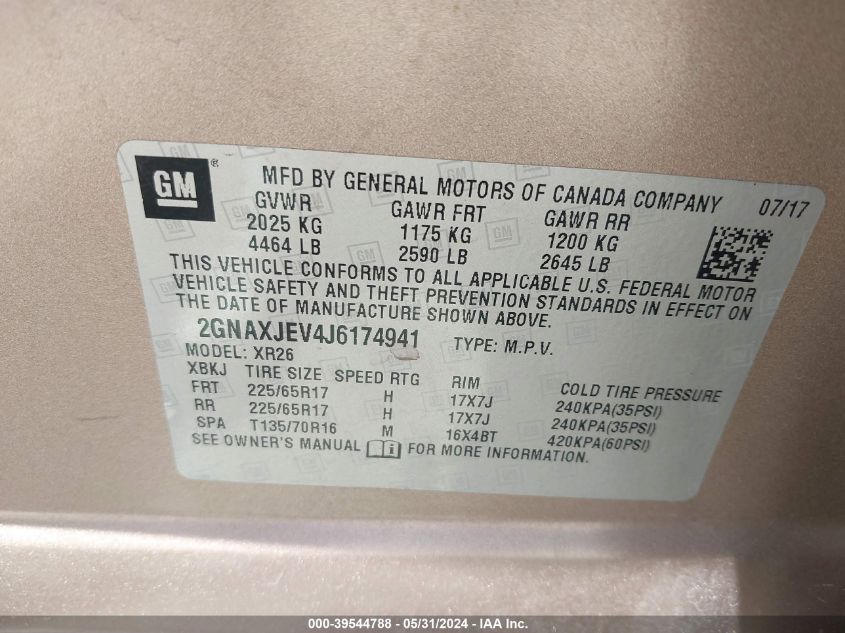 GM ®
MFD BY GENERAL MOTORS OF CANADA COMPANY 07/17
GVWR GAWR FRT GAWR RR
2025 KG 1175 KG 1200 KG
4464 LB 2590 LB 2645 LB
THIS VEHICLE CONFORMS TO ALL APPLICABLE U.S. FEDERAL MOTOR
VEHICLE SAFETY AND THEFT PREVENTION STANDARDS IN EFFECT ON
THE DATE OF MANUFACTURE SHOWN ABOVE.
2GNAXJEV4J6174941 TYPE: M.P.V.
MODEL: XR26
XBKJ TIRE SIZE SPEED RTG RIM COLD TIRE PRESSURE
FRT 225/65R17 H 17X7J 240KPA(35PSI)
RR 225/65R17 H 17X7J 240KPA(35PSI)
SPA T135/70R16 M 16X4BT 420KPA(60PSI)
SEE OWNER'S MANUAL FOR MORE INFORMATION.
000-39544788 - 05/31/2024 - IAA Inc.